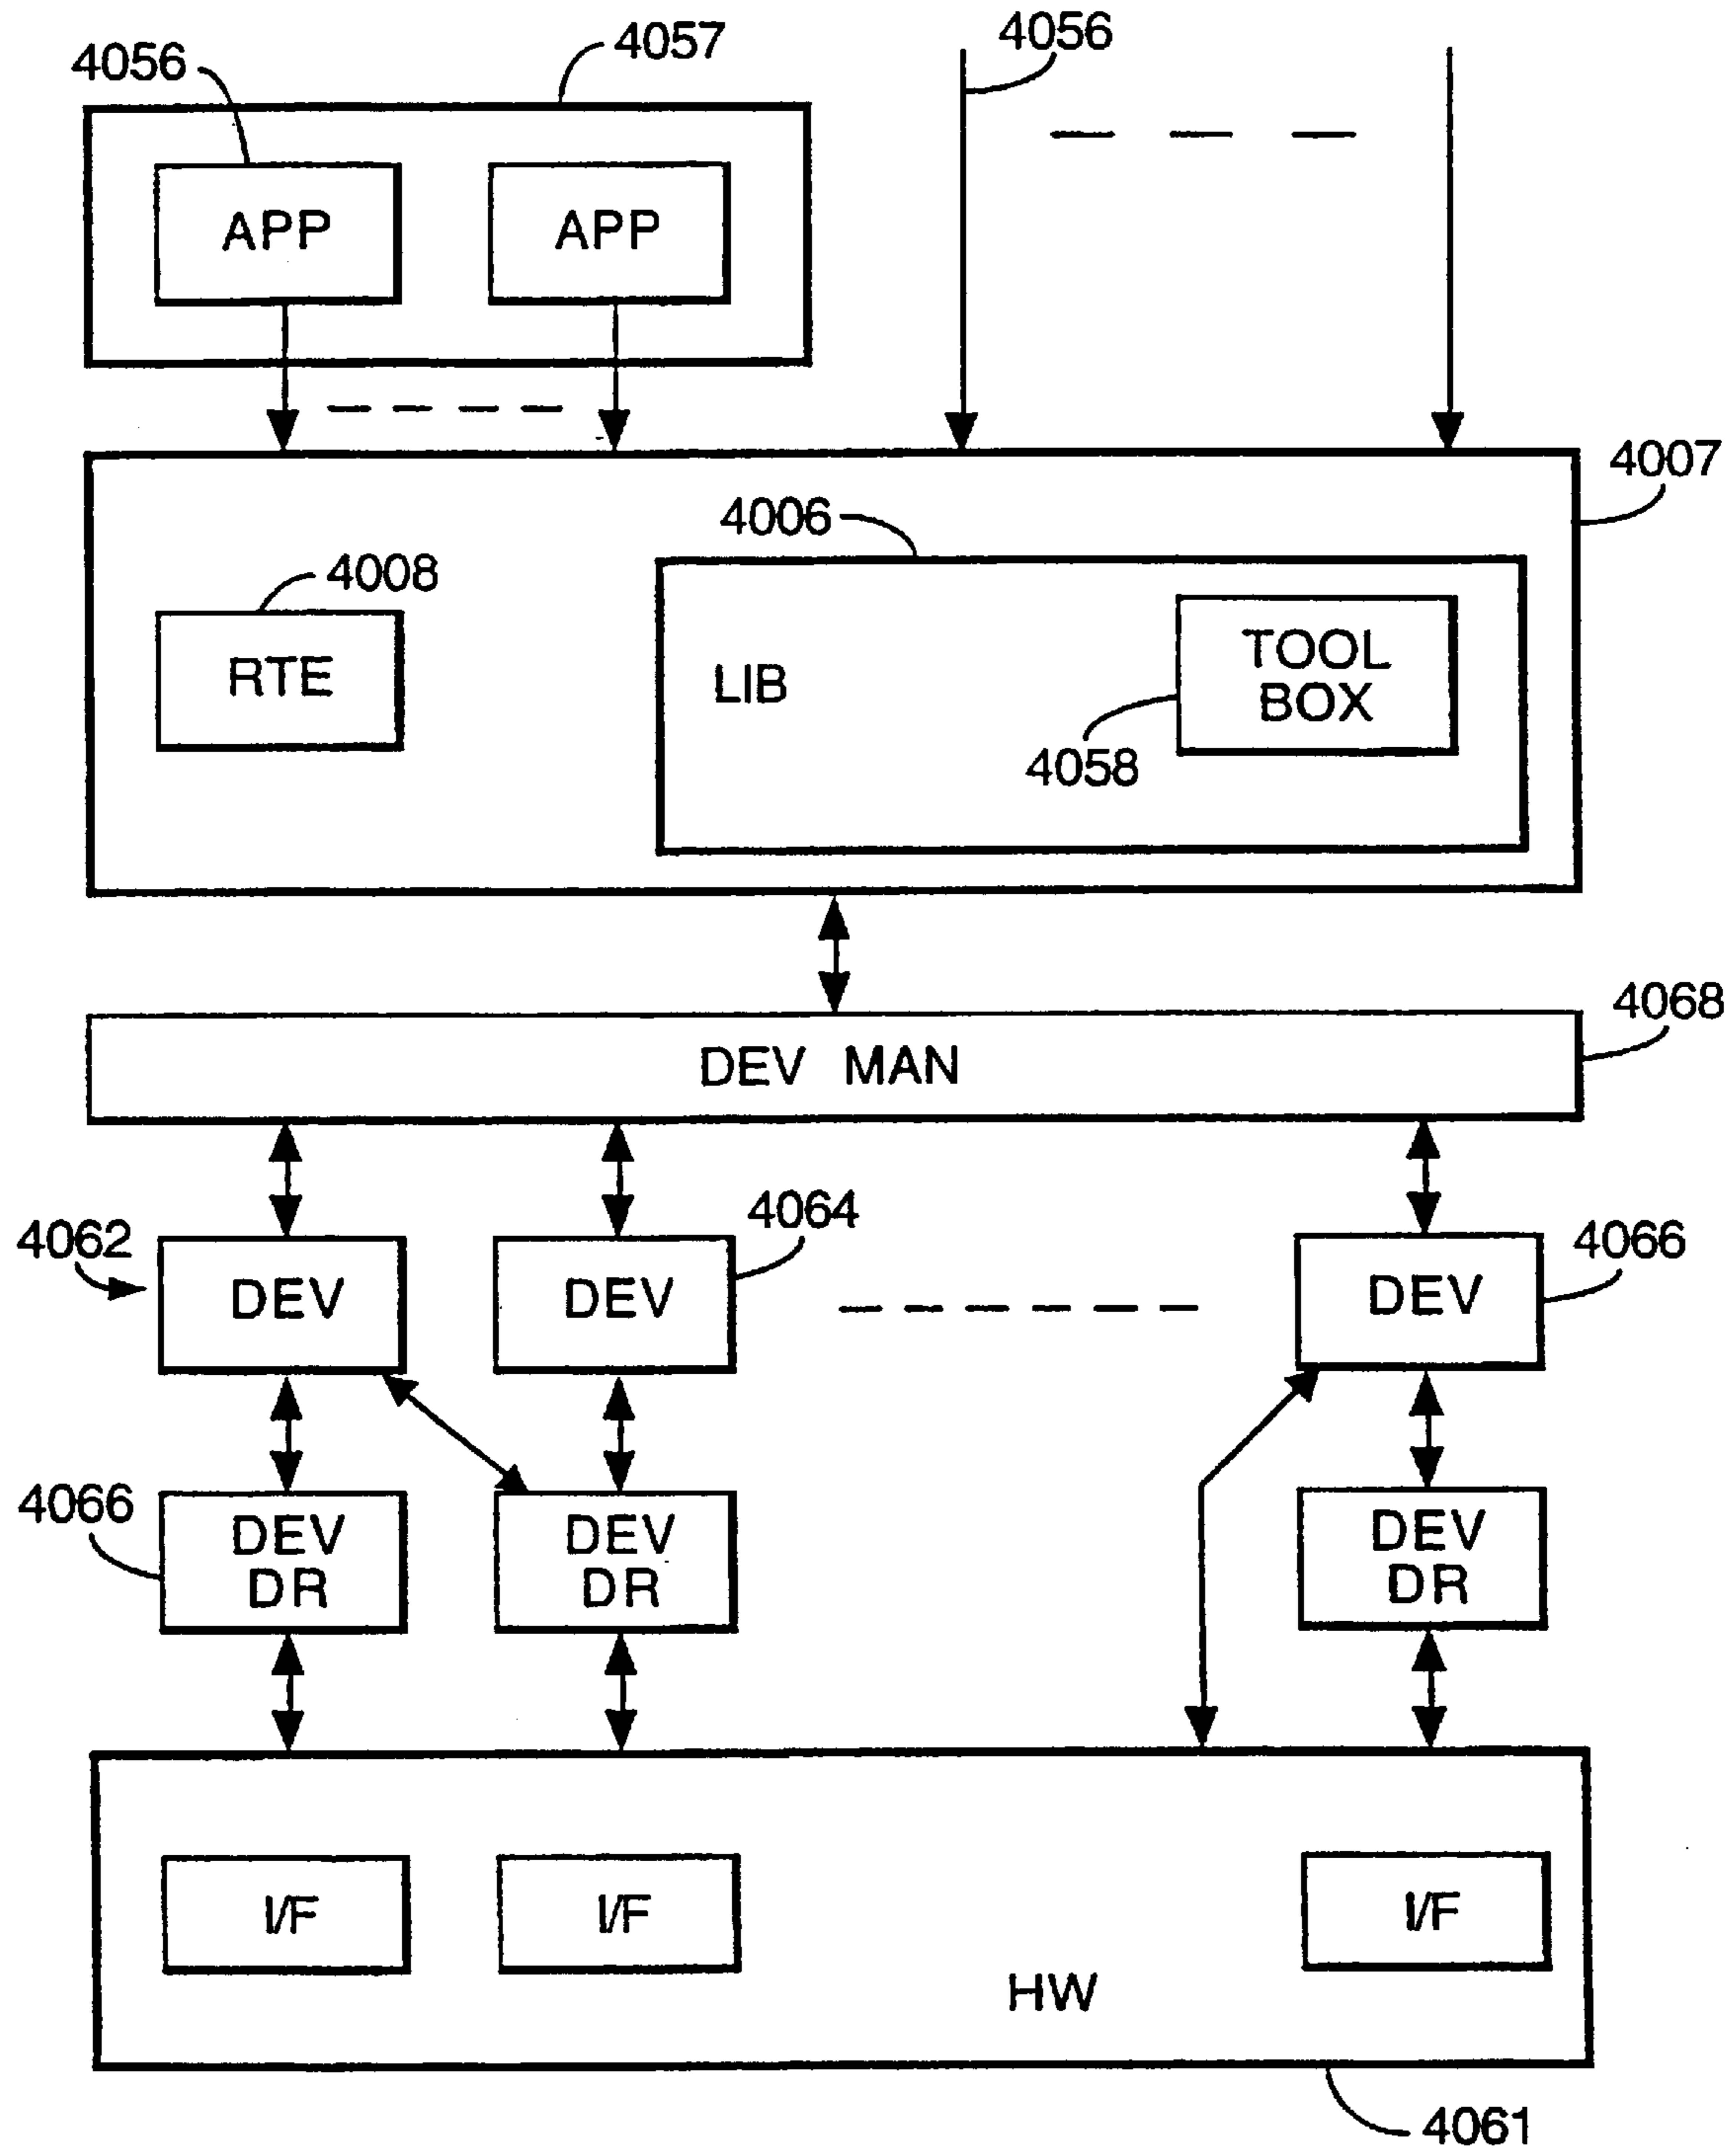 4057
4056
4056
APP
APP
4007
4006
4008
RTE
LIB
TOOL
BOX
4058
4068
DEV MAN
4062
4064
4066
DEV
DEV
DEV
4066
DEV
DR
DEV
DR
DEV
DR
I/F
I/F
I/F
HW
4061